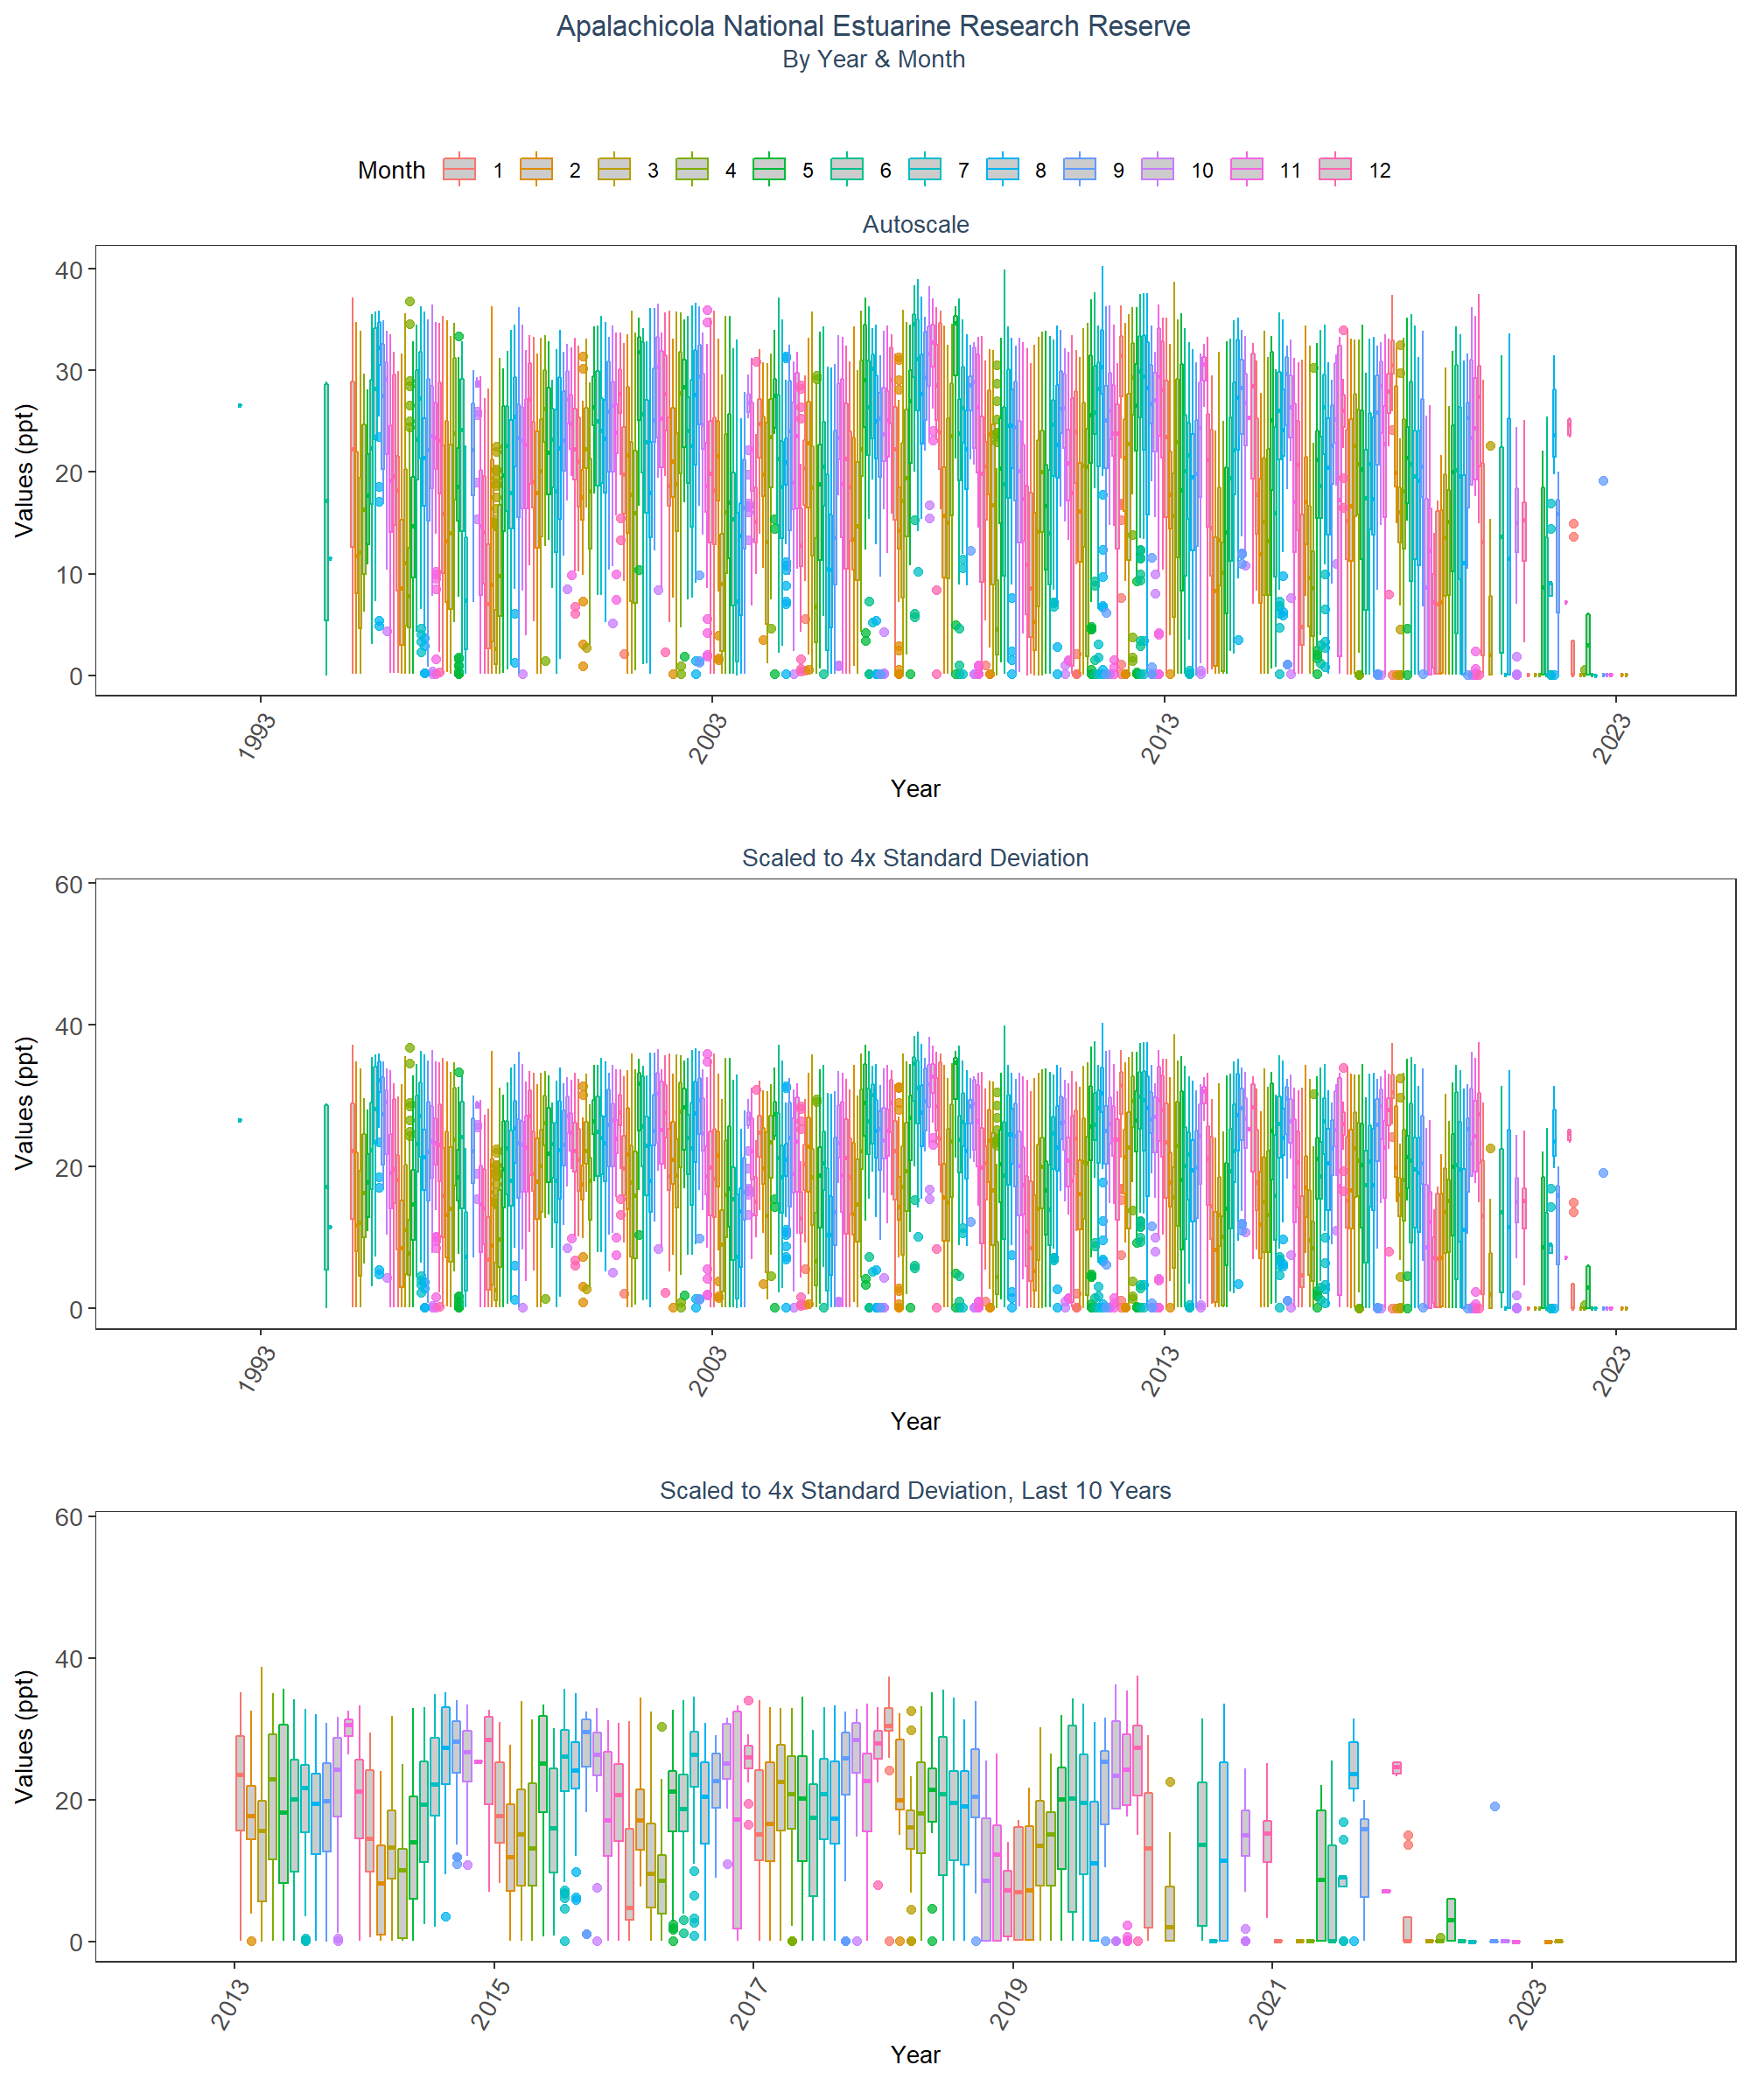 Apalachicola National Estuarine Research Reserve
By Year & Month
Month 1 2 3 4 5 6 7 8 9 10 11 12
Autoscale
Values (ppt)
40
30
20
10
0
1993 2003 2013 2023
Year
Scaled to 4x Standard Deviation
Values (ppt)
60
40
20
0
1993 2003 2013 2023
Year
Scaled to 4x Standard Deviation, Last 10 Years
Values (ppt)
60
40
20
0
2013 2015 2017 2019 2021 2023
Year